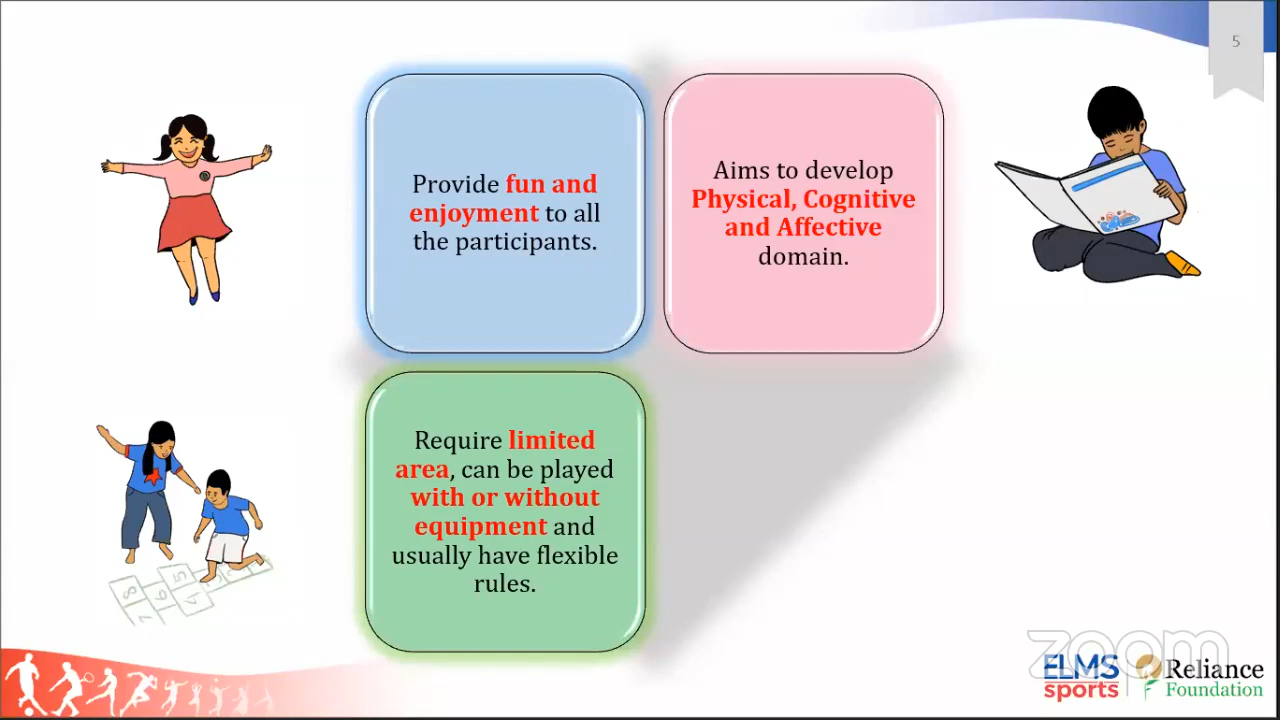 5
Provide fun and
enjoyment to all
the participants.
Aims to develop
Physical, Cognitive
and Affective
domain.
Require limited
area, can be played
with or without
equipment and
usually have flexible
rules.
zoom
ELMS
sports
Reliance
Foundation